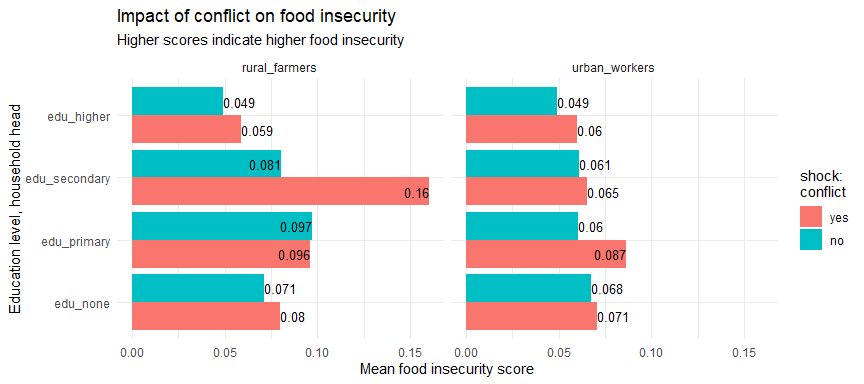 Impact of conflict on food insecurity
Higher scores indicate higher food insecurity
rural_farmers
urban_workers
Education level, household head
edu_higher
0.049
0.059
0.049
0.06
edu_secondary
0.081
0.16
0.061
0.065
edu_primary
0.097
0.096
0.06
0.087
edu_none
0.071
0.08
0.068
0.071
0.00
0.05
0.10
0.15
0.00
0.05
0.10
0.15
Mean food insecurity score
shock:
conflict
yes
no